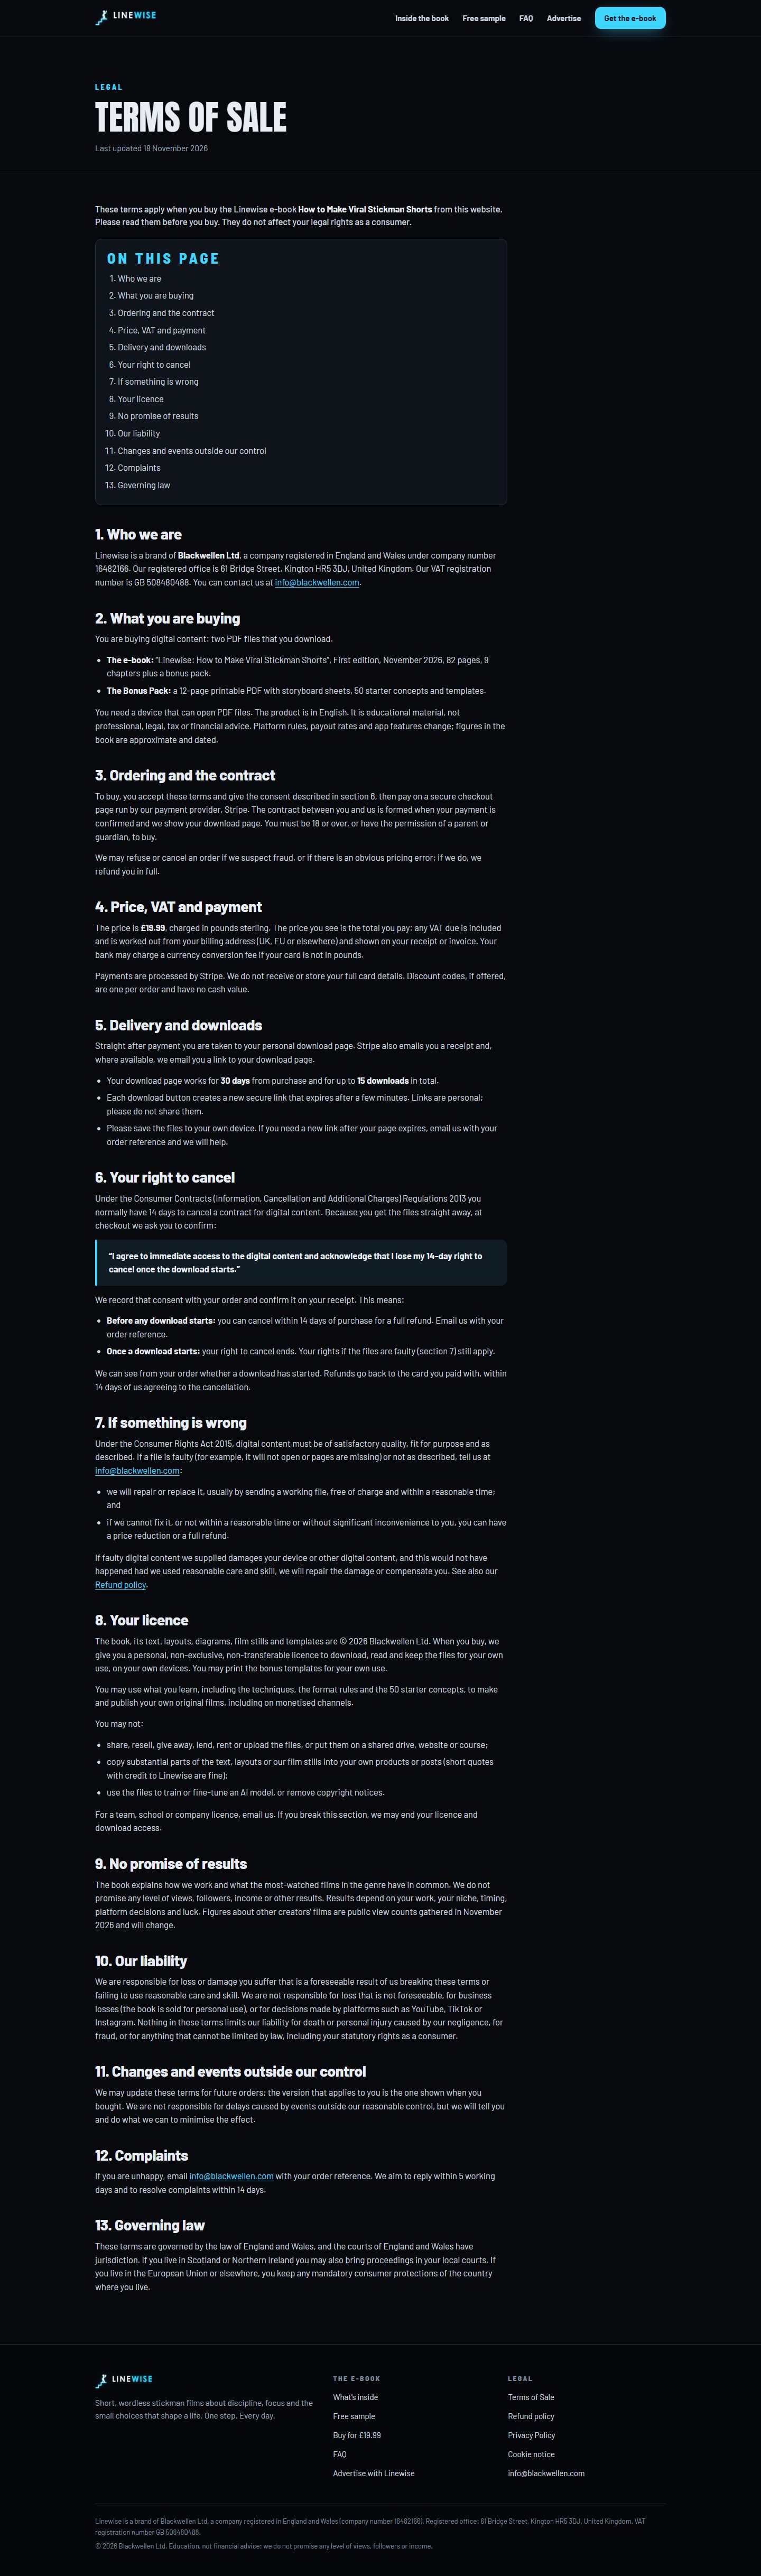 LINEWISE
Inside the book
Free sample
FAQ
Advertise
Get the e-book
LEGAL
TERMS OF SALE
Last updated 18 November 2026
These terms apply when you buy the Linewise e-book How to Make Viral Stickman Shorts from this website.
Please read them before you buy. They do not affect your legal rights as a consumer.
ON THIS PAGE
1. Who we are
2. What you are buying
3. Ordering and the contract
4. Price, VAT and payment
5. Delivery and downloads
6. Your right to cancel
7. If something is wrong
8. Your licence
9. No promise of results
10. Our liability
11. Changes and events outside our control
12. Complaints
13. Governing law
1. Who we are
Linewise is a brand of Blackwellen Ltd, a company registered in England and Wales under company number
16482166. Our registered office is 61 Bridge Street, Kington HR5 3DJ, United Kingdom. Our VAT registration
number is GB 508480488. You can contact us at info@blackwellen.com.
2. What you are buying
You are buying digital content: two PDF files that you download.
• The e-book: “Linewise: How to Make Viral Stickman Shorts”, First edition, November 2026, 82 pages, 9
chapters plus a bonus pack.
• The Bonus Pack: a 12-page printable PDF with storyboard sheets, 50 starter concepts and templates.
You need a device that can open PDF files. The product is in English. It is educational material, not
professional, legal, tax or financial advice. Platform rules, payout rates and app features change; figures in the
book are approximate and dated.
3. Ordering and the contract
To buy, you accept these terms and give the consent described in section 6, then pay on a secure checkout
page run by our payment provider, Stripe. The contract between you and us is formed when your payment is
confirmed and we show your download page. You must be 18 or over, or have the permission of a parent or
guardian, to buy.
We may refuse or cancel an order if we suspect fraud, or if there is an obvious pricing error; if we do, we
refund you in full.
4. Price, VAT and payment
The price is £19.99, charged in pounds sterling. The price you see is the total you pay: any VAT due is included
and is worked out from your billing address (UK, EU or elsewhere) and shown on your receipt or invoice. Your
bank may charge a currency conversion fee if your card is not in pounds.
Payments are processed by Stripe. We do not receive or store your full card details. Discount codes, if offered,
are one per order and have no cash value.
5. Delivery and downloads
Straight after payment you are taken to your personal download page. Stripe also emails you a receipt and,
where available, we email you a link to your download page.
• Your download page works for 30 days from purchase and for up to 15 downloads in total.
• Each download button creates a new secure link that expires after a few minutes. Links are personal;
please do not share them.
• Please save the files to your own device. If you need a new link after your page expires, email us with your
order reference and we will help.
6. Your right to cancel
Under the Consumer Contracts (Information, Cancellation and Additional Charges) Regulations 2013 you
normally have 14 days to cancel a contract for digital content. Because you get the files straight away, at
checkout we ask you to confirm:
“I agree to immediate access to the digital content and acknowledge that I lose my 14-day right to
cancel once the download starts.”
We record that consent with your order and confirm it on your receipt. This means:
• Before any download starts: you can cancel within 14 days of purchase for a full refund. Email us with your
order reference.
• Once a download starts: your right to cancel ends. Your rights if the files are faulty (section 7) still apply.
We can see from your order whether a download has started. Refunds go back to the card you paid with, within
14 days of us agreeing to the cancellation.
7. If something is wrong
Under the Consumer Rights Act 2015, digital content must be of satisfactory quality, fit for purpose and as
described. If a file is faulty (for example, it will not open or pages are missing) or not as described, tell us at
info@blackwellen.com:
• we will repair or replace it, usually by sending a working file, free of charge and within a reasonable time;
and
• if we cannot fix it, or not within a reasonable time or without significant inconvenience to you, you can have
a price reduction or a full refund.
If faulty digital content we supplied damages your device or other digital content, and this would not have
happened had we used reasonable care and skill, we will repair the damage or compensate you. See also our
Refund policy.
8. Your licence
The book, its text, layouts, diagrams, film stills and templates are © 2026 Blackwellen Ltd. When you buy, we
give you a personal, non-exclusive, non-transferable licence to download, read and keep the files for your own
use, on your own devices. You may print the bonus templates for your own use.
You may use what you learn, including the techniques, the format rules and the 50 starter concepts, to make
and publish your own original films, including on monetised channels.
You may not:
• share, resell, give away, lend, rent or upload the files, or put them on a shared drive, website or course;
• copy substantial parts of the text, layouts or our film stills into your own products or posts (short quotes
with credit to Linewise are fine);
• use the files to train or fine-tune an AI model, or remove copyright notices.
For a team, school or company licence, email us. If you break this section, we may end your licence and
download access.
9. No promise of results
The book explains how we work and what the most-watched films in the genre have in common. We do not
promise any level of views, followers, income or other results. Results depend on your work, your niche, timing,
platform decisions and luck. Figures about other creators’ films are public view counts gathered in November
2026 and will change.
10. Our liability
We are responsible for loss or damage you suffer that is a foreseeable result of us breaking these terms or
failing to use reasonable care and skill. We are not responsible for loss that is not foreseeable, for business
losses (the book is sold for personal use), or for decisions made by platforms such as YouTube, TikTok or
Instagram. Nothing in these terms limits our liability for death or personal injury caused by our negligence, for
fraud, or for anything that cannot be limited by law, including your statutory rights as a consumer.
11. Changes and events outside our control
We may update these terms for future orders; the version that applies to you is the one shown when you
bought. We are not responsible for delays caused by events outside our reasonable control, but we will tell you
and do what we can to minimise the effect.
12. Complaints
If you are unhappy, email info@blackwellen.com with your order reference. We aim to reply within 5 working
days and to resolve complaints within 14 days.
13. Governing law
These terms are governed by the law of England and Wales, and the courts of England and Wales have
jurisdiction. If you live in Scotland or Northern Ireland you may also bring proceedings in your local courts. If
you live in the European Union or elsewhere, you keep any mandatory consumer protections of the country
where you live.
LINEWISE
Short, wordless stickman films about discipline, focus and the
small choices that shape a life. One step. Every day.
THE E-BOOK
What’s inside
Free sample
Buy for £19.99
FAQ
Advertise with Linewise
LEGAL
Terms of Sale
Refund policy
Privacy Policy
Cookie notice
info@blackwellen.com
Linewise is a brand of Blackwellen Ltd, a company registered in England and Wales (company number 16482166). Registered office: 61 Bridge Street, Kington HR5 3DJ, United Kingdom. VAT
registration number GB 508480488.
© 2026 Blackwellen Ltd. Education, not financial advice: we do not promise any level of views, followers or income.